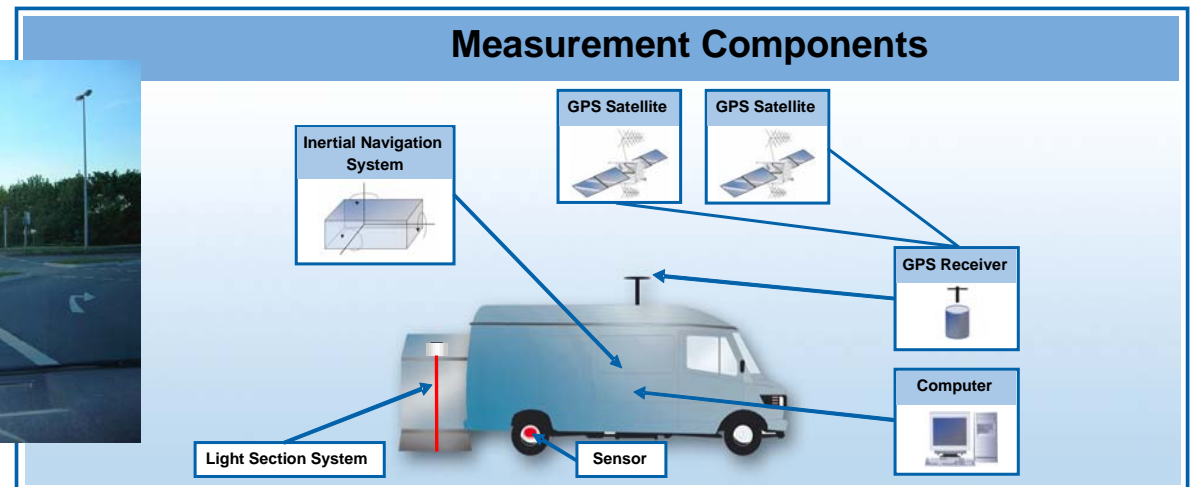 Measurement Components
GPS Satellite
GPS Satellite
Inertial Navigation
System
GPS Receiver
Computer
Light Section System
Sensor